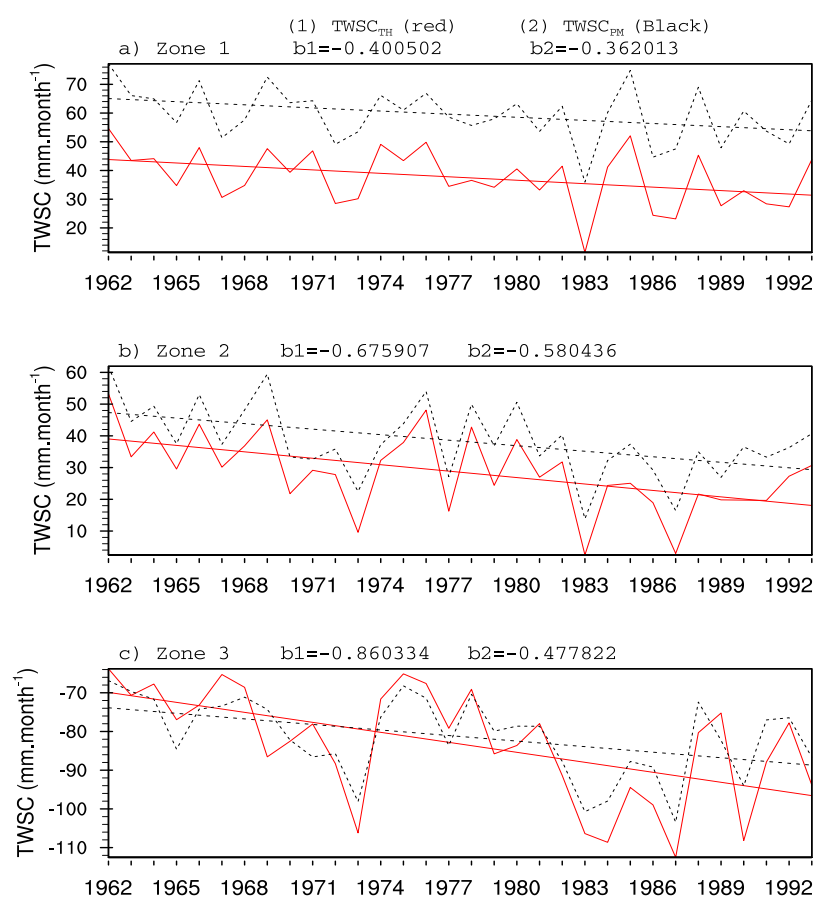 (1) TWSC_TH (red) (2) TWSC_PM (Black)
a) Zone 1 b1=-0.400502 b2=-0.362013
70
60
50
40
30
20
TWSC (mm.month⁻¹)
1962 1965 1968 1971 1974 1977 1980 1983 1986 1989 1992
b) Zone 2 b1=-0.675907 b2=-0.580436
60
50
40
30
20
10
TWSC (mm.month⁻¹)
1962 1965 1968 1971 1974 1977 1980 1983 1986 1989 1992
c) Zone 3 b1=-0.860334 b2=-0.477822
-70
-80
-90
-100
-110
TWSC (mm.month⁻¹)
1962 1965 1968 1971 1974 1977 1980 1983 1986 1989 1992